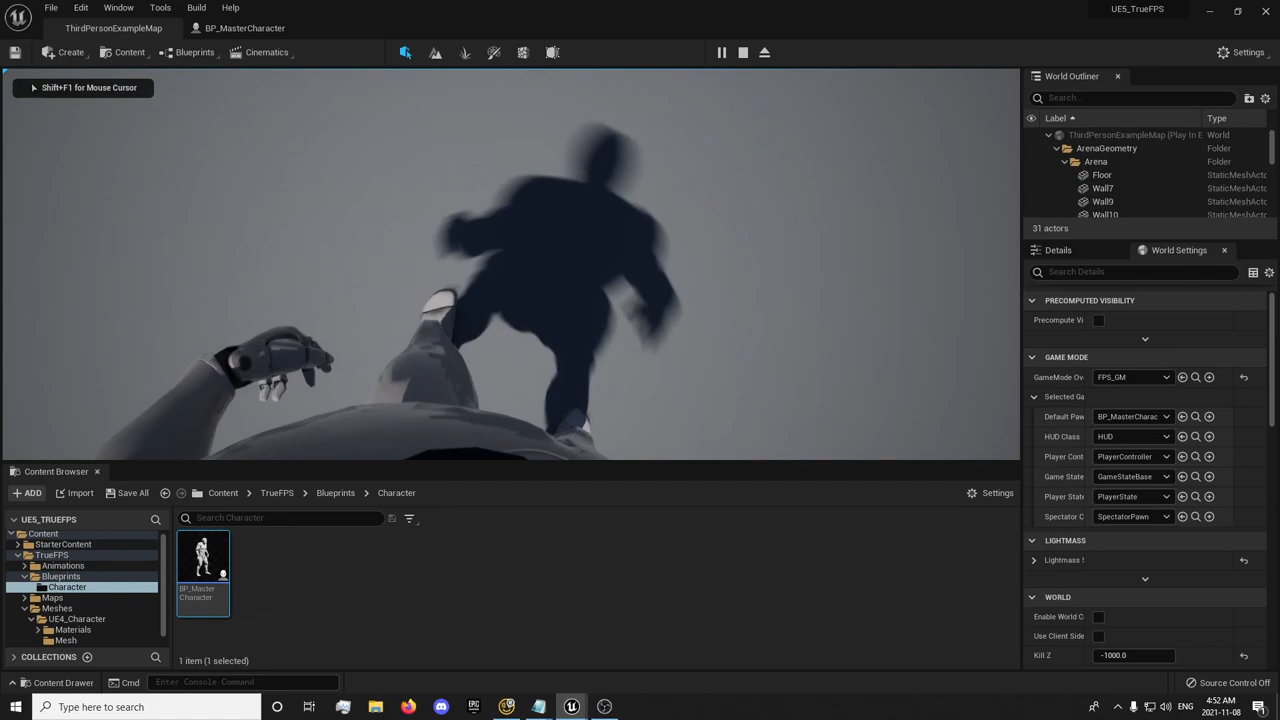 File Edit Window Tools Build Help
UE5_TrueFPS
ThirdPersonExampleMap
BP_MasterCharacter
Create
Content
Blueprints
Cinematics
Settings
Shift+F1 for Mouse Cursor
World Outliner
Search...
Label
Type
ThirdPersonExampleMap (Play In E World
ArenaGeometry Folder
Arena Folder
Floor StaticMeshActo
Wall7 StaticMeshActo
Wall9 StaticMeshActo
Wall10 StaticMeshActo
31 actors
Details
World Settings
Search Details
PRECOMPUTED VISIBILITY
Precompute Vi
GAME MODE
GameMode Ov FPS_GM
Selected Ga
Default Paw BP_MasterCharac
HUD Class HUD
Player Cont PlayerController
Game State GameStateBase
Player State PlayerState
Spectator C SpectatorPawn
LIGHTMASS
Lightmass S
WORLD
Enable World C
Use Client Side
Kill Z -1000.0
Content Browser
ADD
Import
Save All
Content
TrueFPS
Blueprints
Character
Settings
UE5_TRUEFPS
Content
StarterContent
TrueFPS
Animations
Blueprints
Character
Maps
Meshes
UE4_Character
Materials
Mesh
COLLECTIONS
Search Character
BP_Master
Character
1 item (1 selected)
Content Drawer
Cmd
Enter Console Command
Source Control Off
Type here to search
EPIC
4:52 AM
2021-11-08